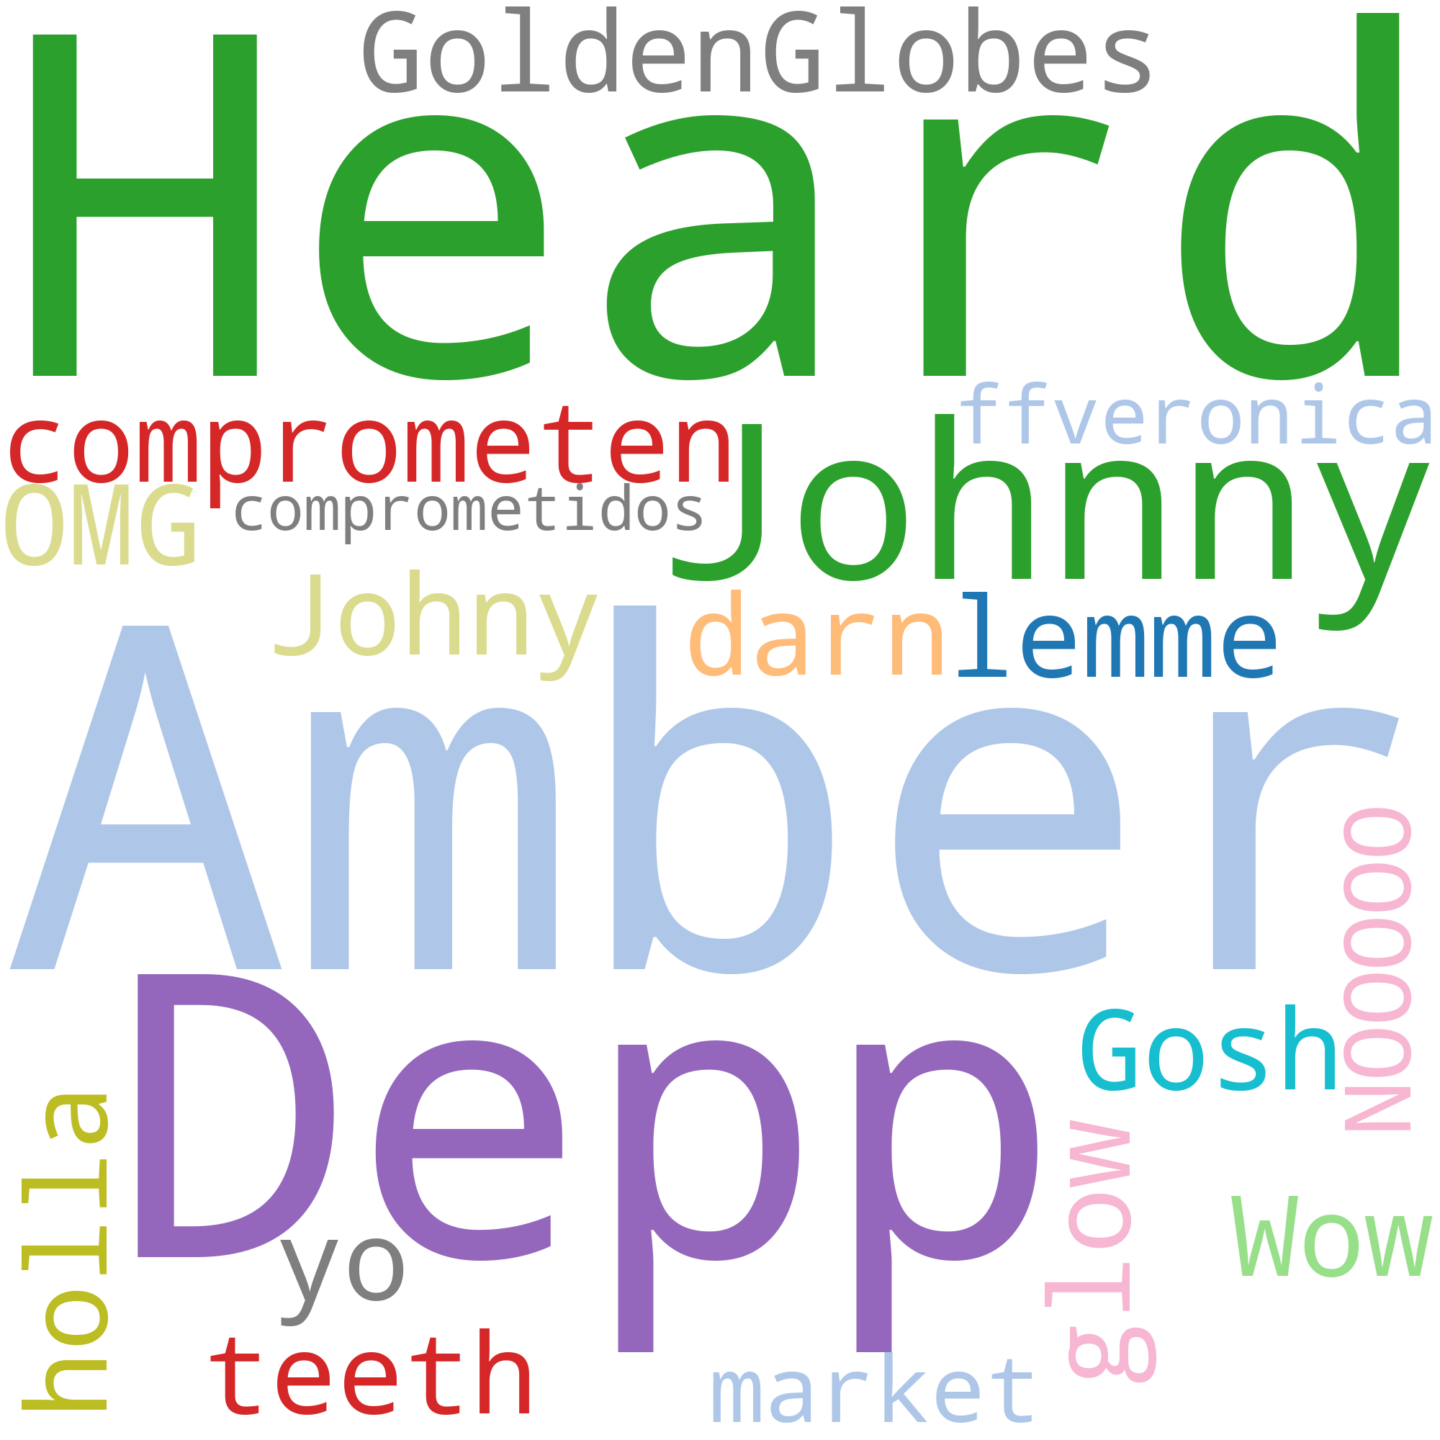 GoldenGlobes
Heard
comprometen
ffveronica
Johnny
OMG
comprometidos
Johny
darn
lemme
Amber
NOOOOO
Depp
Gosh
holla
glow
Wow
yo
teeth
market